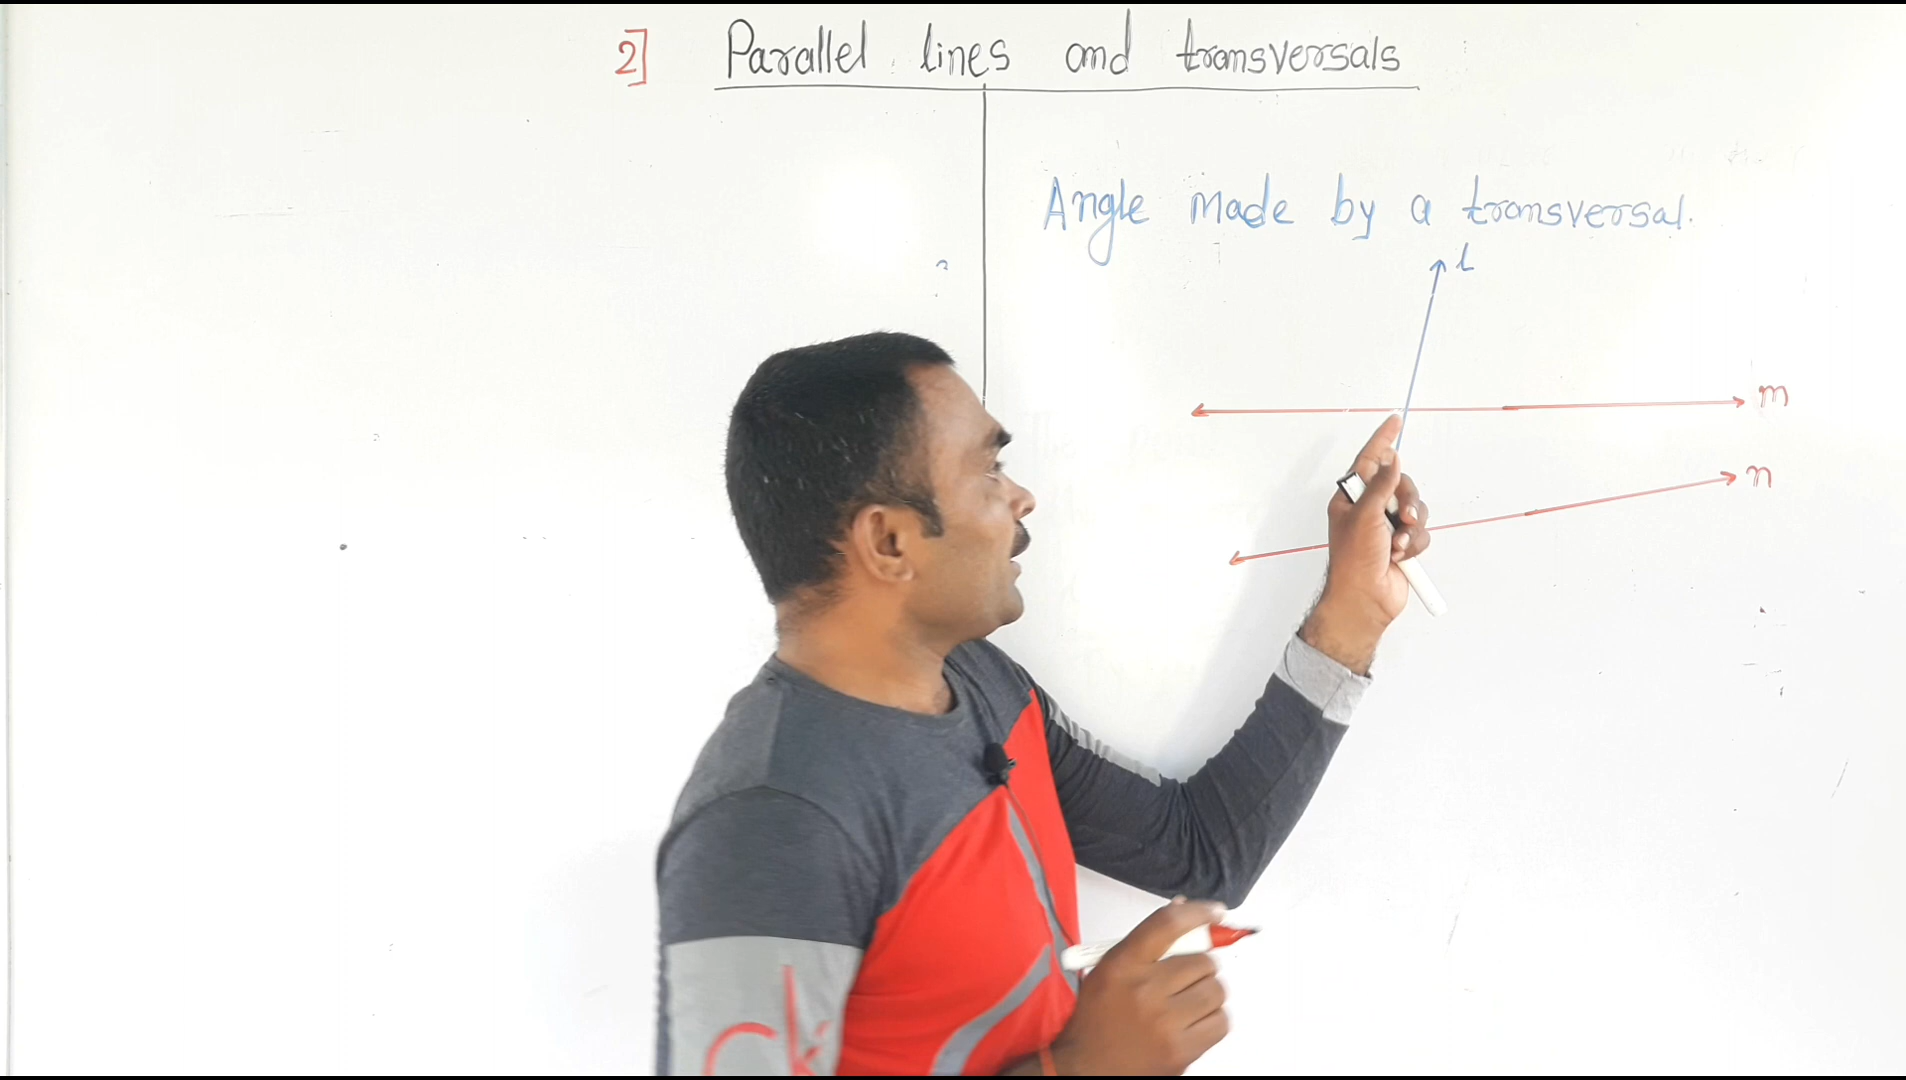 2] Parallel lines and transversals
Angle made by a transversal.
l
m
n